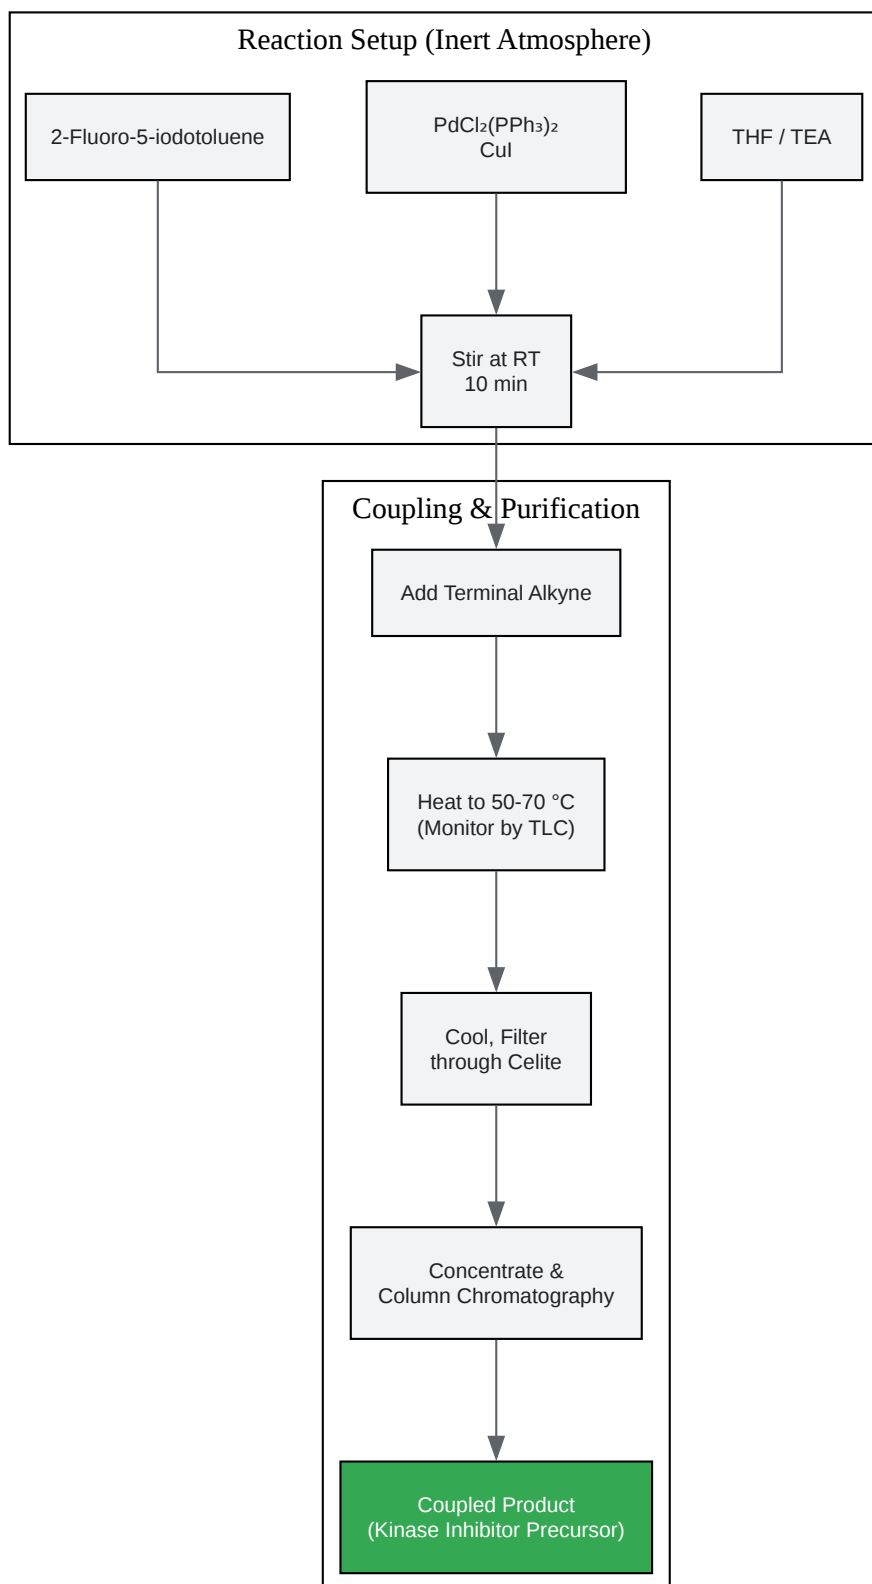 Reaction Setup (Inert Atmosphere)
2-Fluoro-5-iodotoluene
PdCl₂(PPh₃)₂
CuI
THF / TEA
Stir at RT
10 min
Coupling & Purification
Add Terminal Alkyne
Heat to 50-70 °C
(Monitor by TLC)
Cool, Filter
through Celite
Concentrate &
Column Chromatography
Coupled Product
(Kinase Inhibitor Precursor)